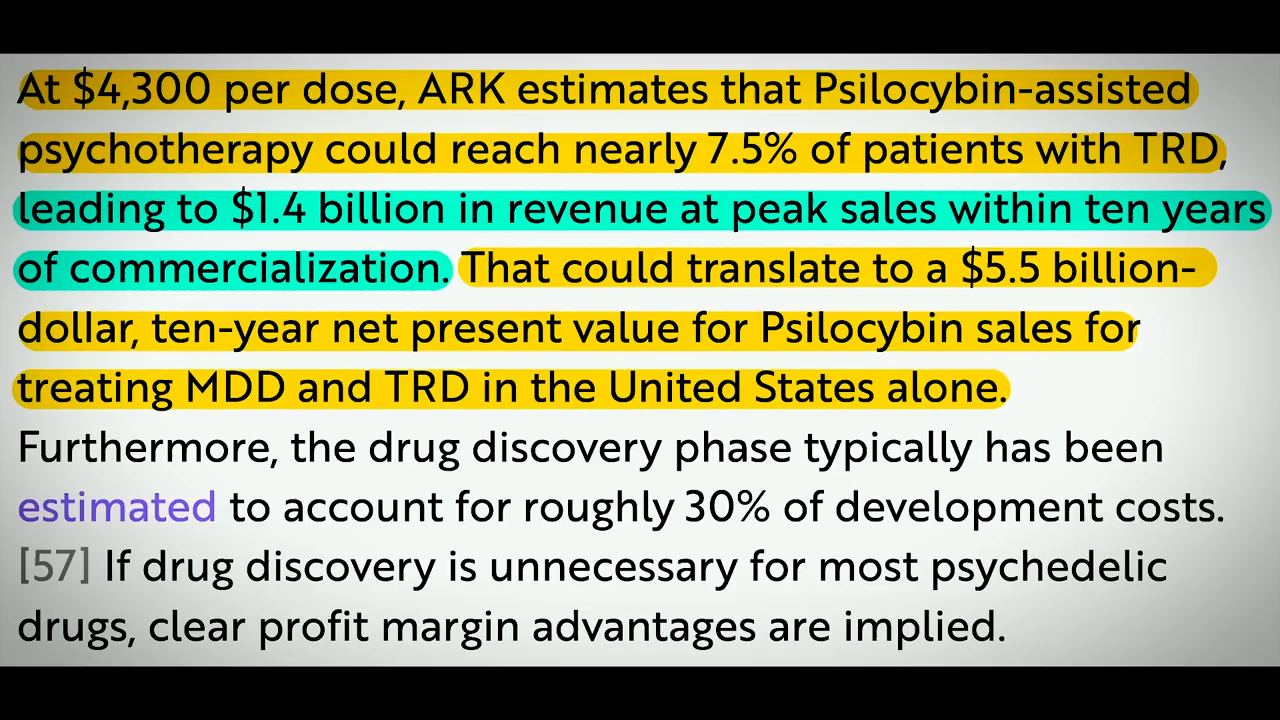 At $4,300 per dose, ARK estimates that Psilocybin-assisted
psychotherapy could reach nearly 7.5% of patients with TRD,
leading to $1.4 billion in revenue at peak sales within ten years
of commercialization. That could translate to a $5.5 billion-
dollar, ten-year net present value for Psilocybin sales for
treating MDD and TRD in the United States alone.
Furthermore, the drug discovery phase typically has been
estimated to account for roughly 30% of development costs.
[57] If drug discovery is unnecessary for most psychedelic
drugs, clear profit margin advantages are implied.